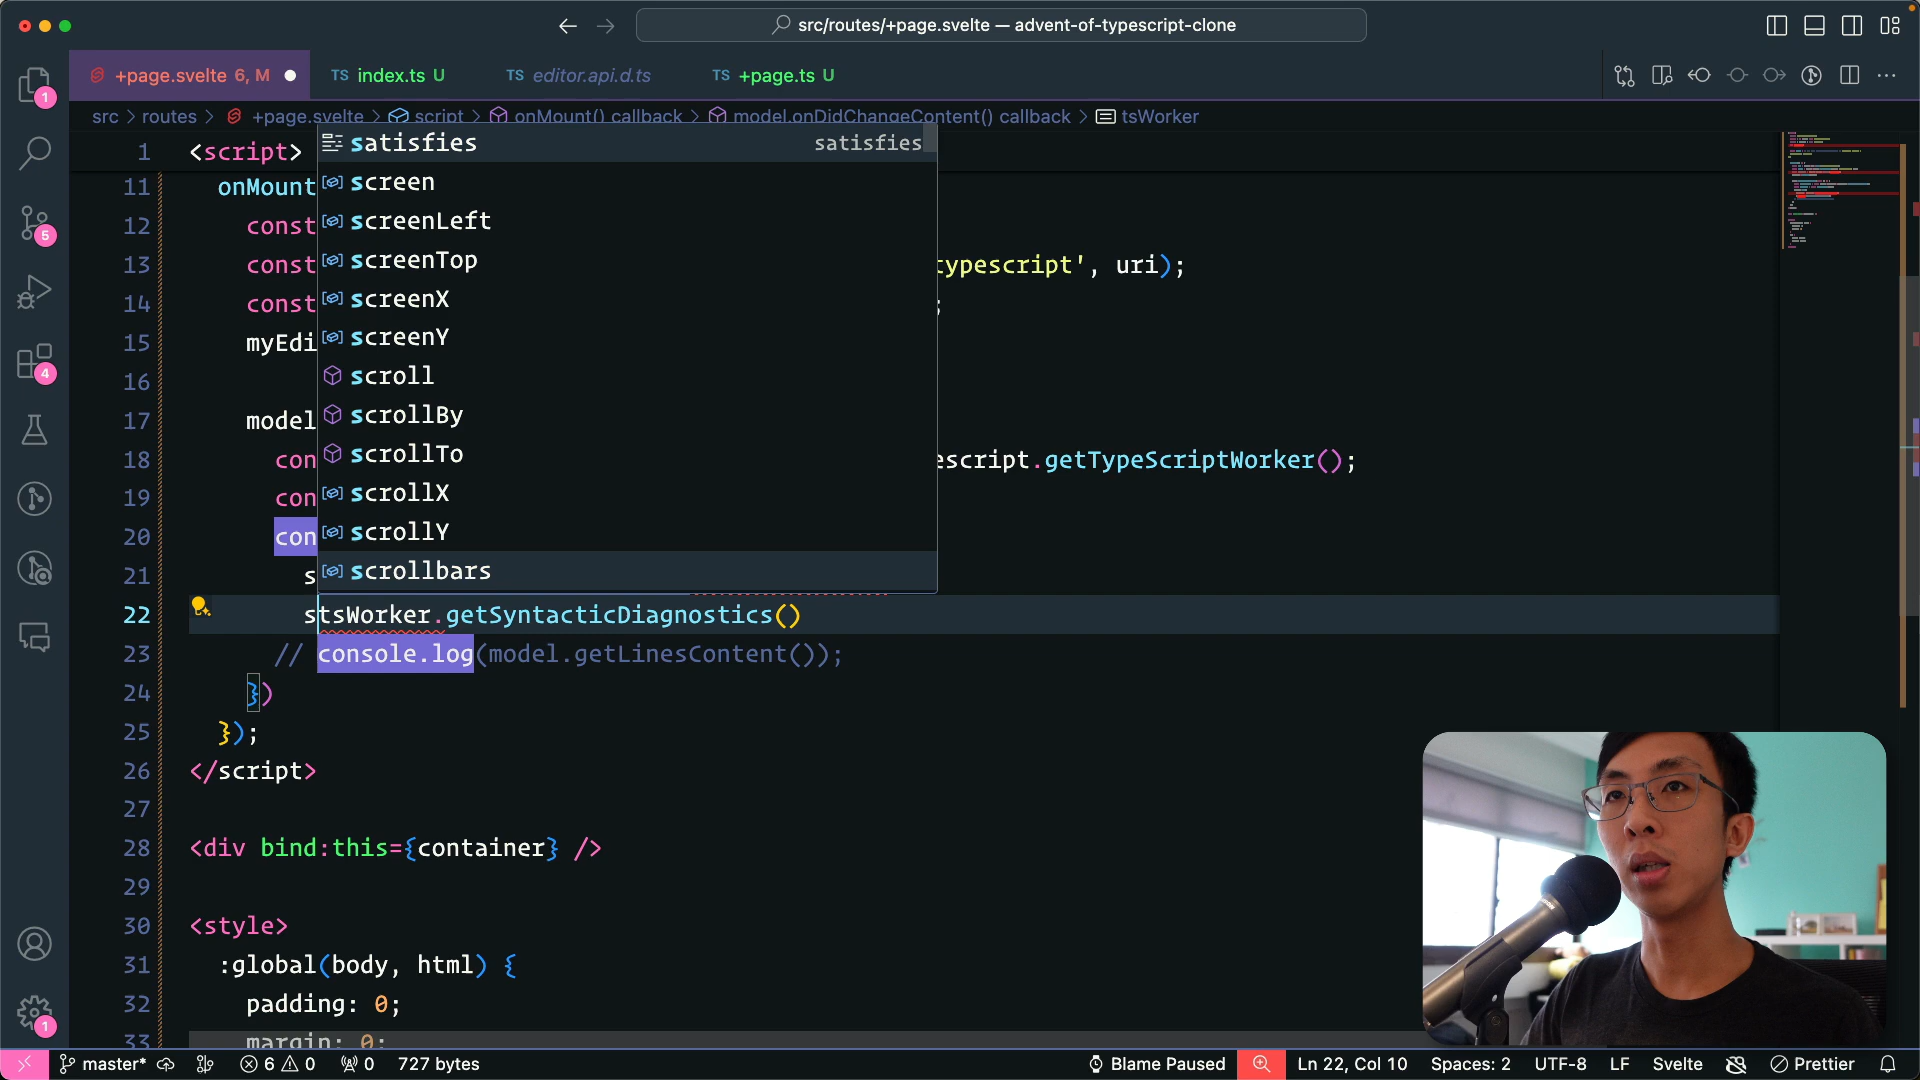 src/routes/+page.svelte — advent-of-typescript-clone
+page.svelte 6, M
TS index.ts U
TS editor.api.d.ts
TS +page.ts U
src > routes > +page.svelte > script > onMount() callback > model.onDidChangeContent() callback > tsWorker
1 <script>
satisfies satisfies
screen
screenLeft
screenTop
screenX
screenY
scroll
scrollBy
scrollTo
scrollX
scrollY
scrollbars
11 onMount
12 const
13 const typescript', uri);
14 const ;
15 myEdi
16
17 model
18 con escript.getTypeScriptWorker();
19 con
20 con
21 s
22 stsWorker.getSyntacticDiagnostics()
23 // console.log(model.getLinesContent());
24 })
25 });
26 </script>
27
28 <div bind:this={container} />
29
30 <style>
31 :global(body, html) {
32 padding: 0;
33 margin: 0;
1
5
4
1
master* 6 0 0 727 bytes Blame Paused Ln 22, Col 10 Spaces: 2 UTF-8 LF Svelte Prettier